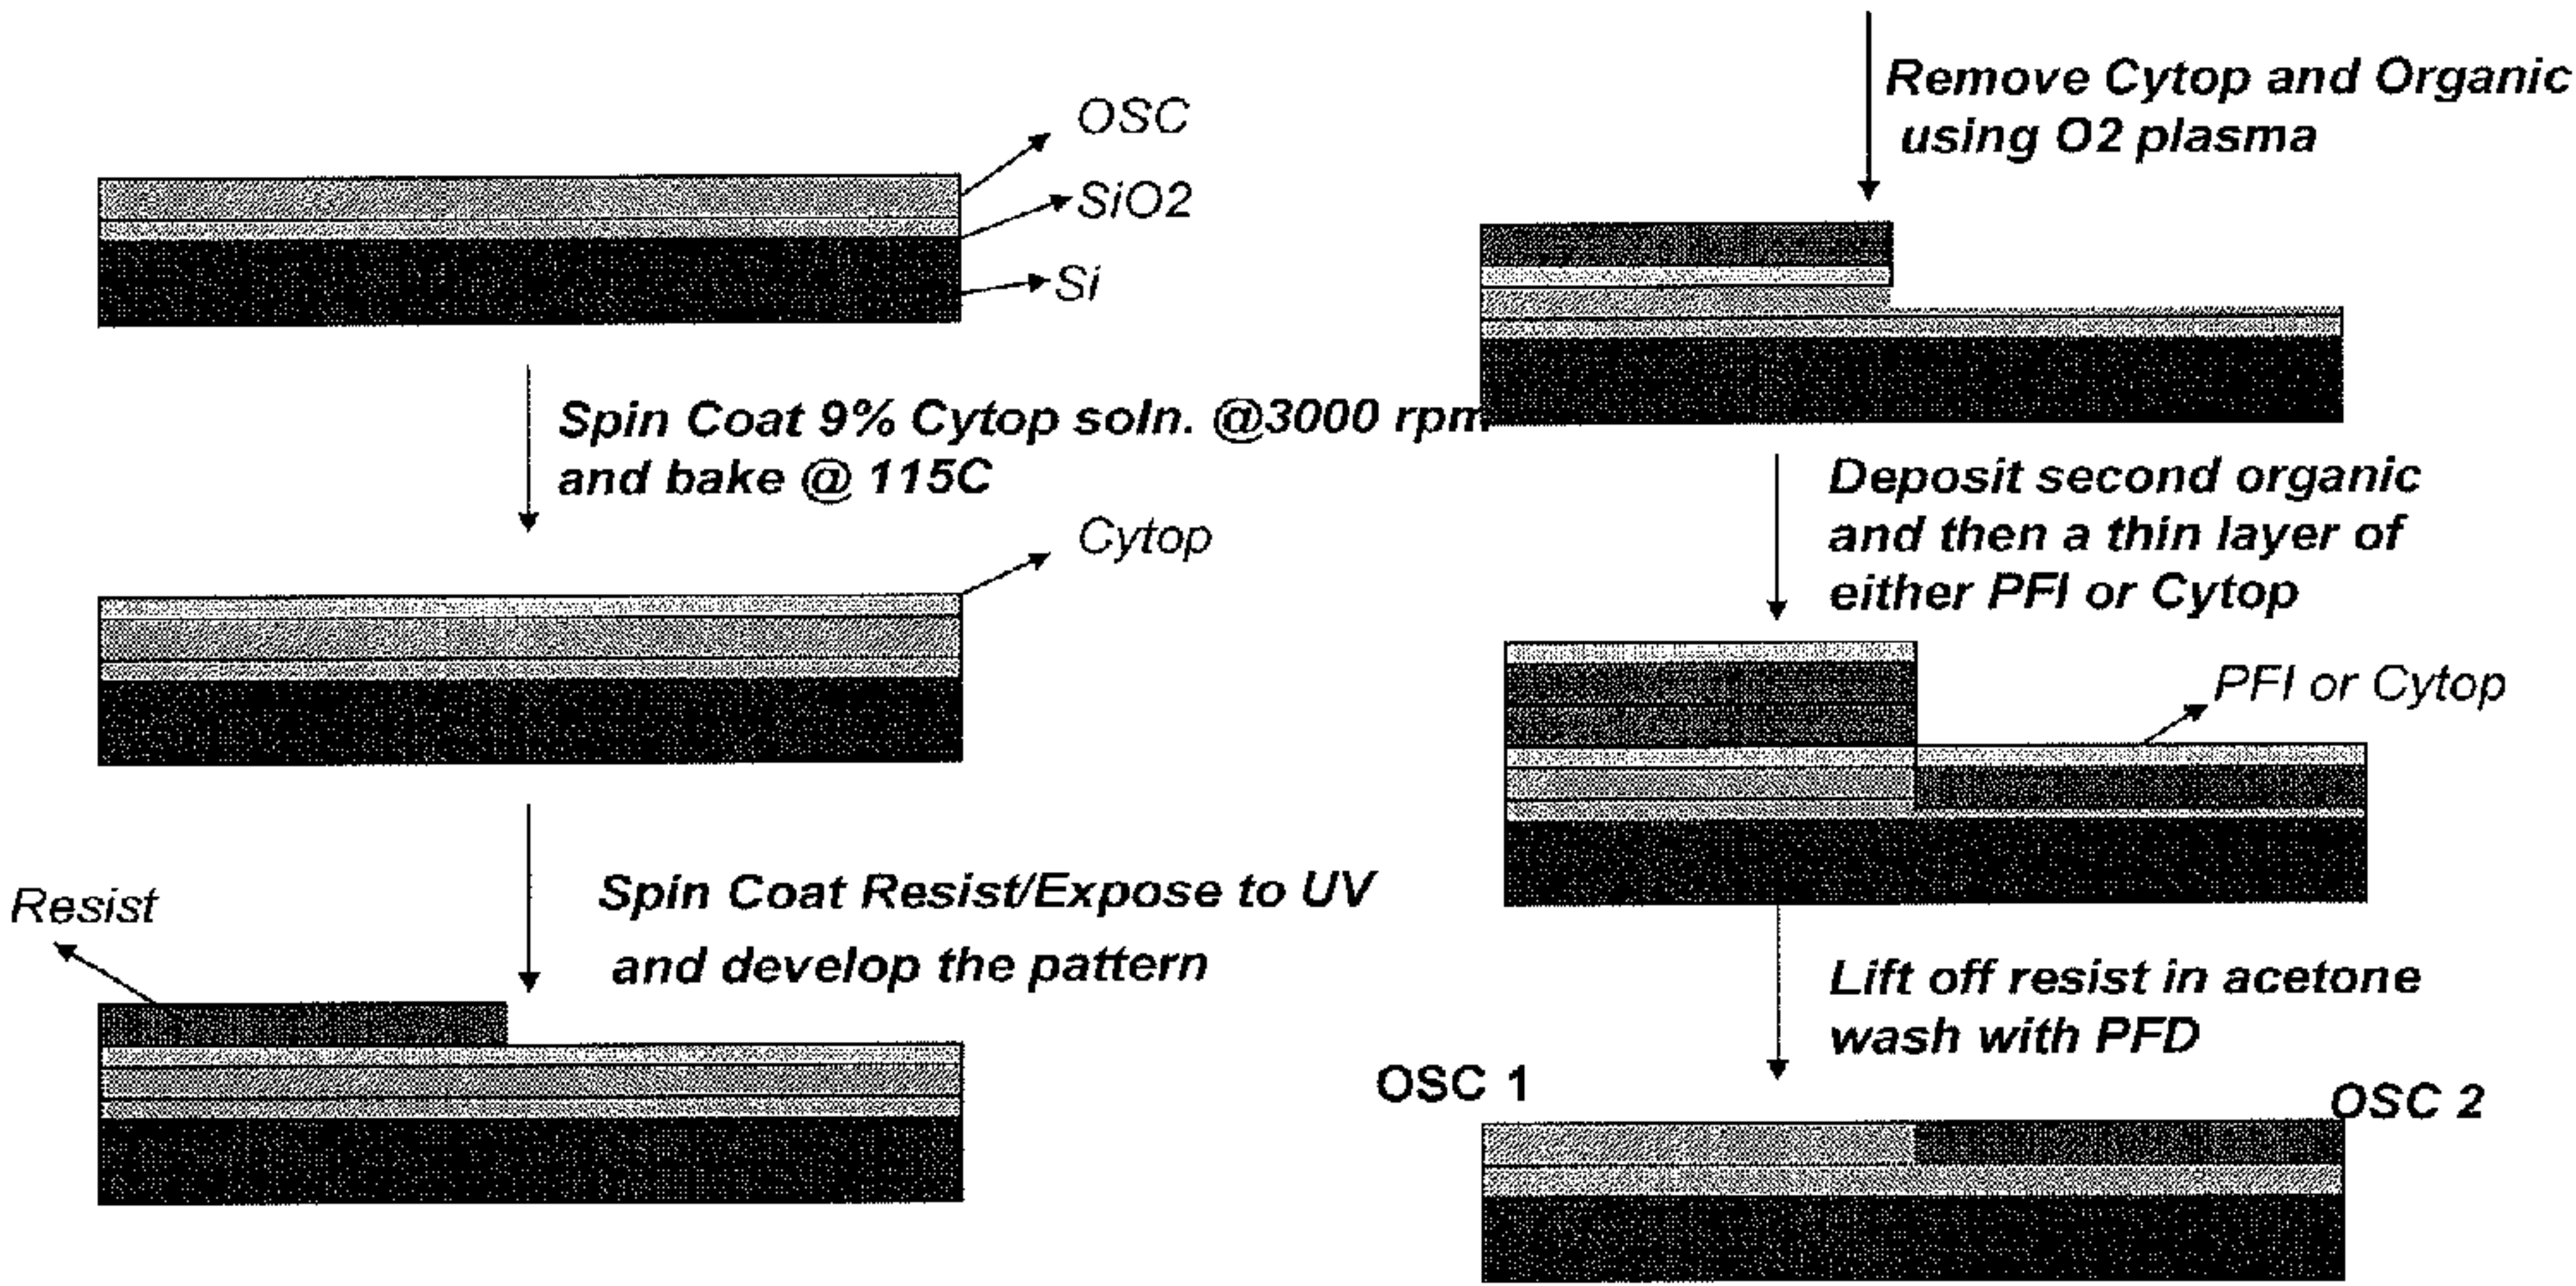 OSC
SiO2
Si
Spin Coat 9% Cytop soln. @3000 rpm
and bake @ 115C
Cytop
Spin Coat Resist/Expose to UV
and develop the pattern
Resist
Remove Cytop and Organic
using O2 plasma
Deposit second organic
and then a thin layer of
either PFI or Cytop
PFI or Cytop
Lift off resist in acetone
wash with PFD
OSC 1
OSC 2